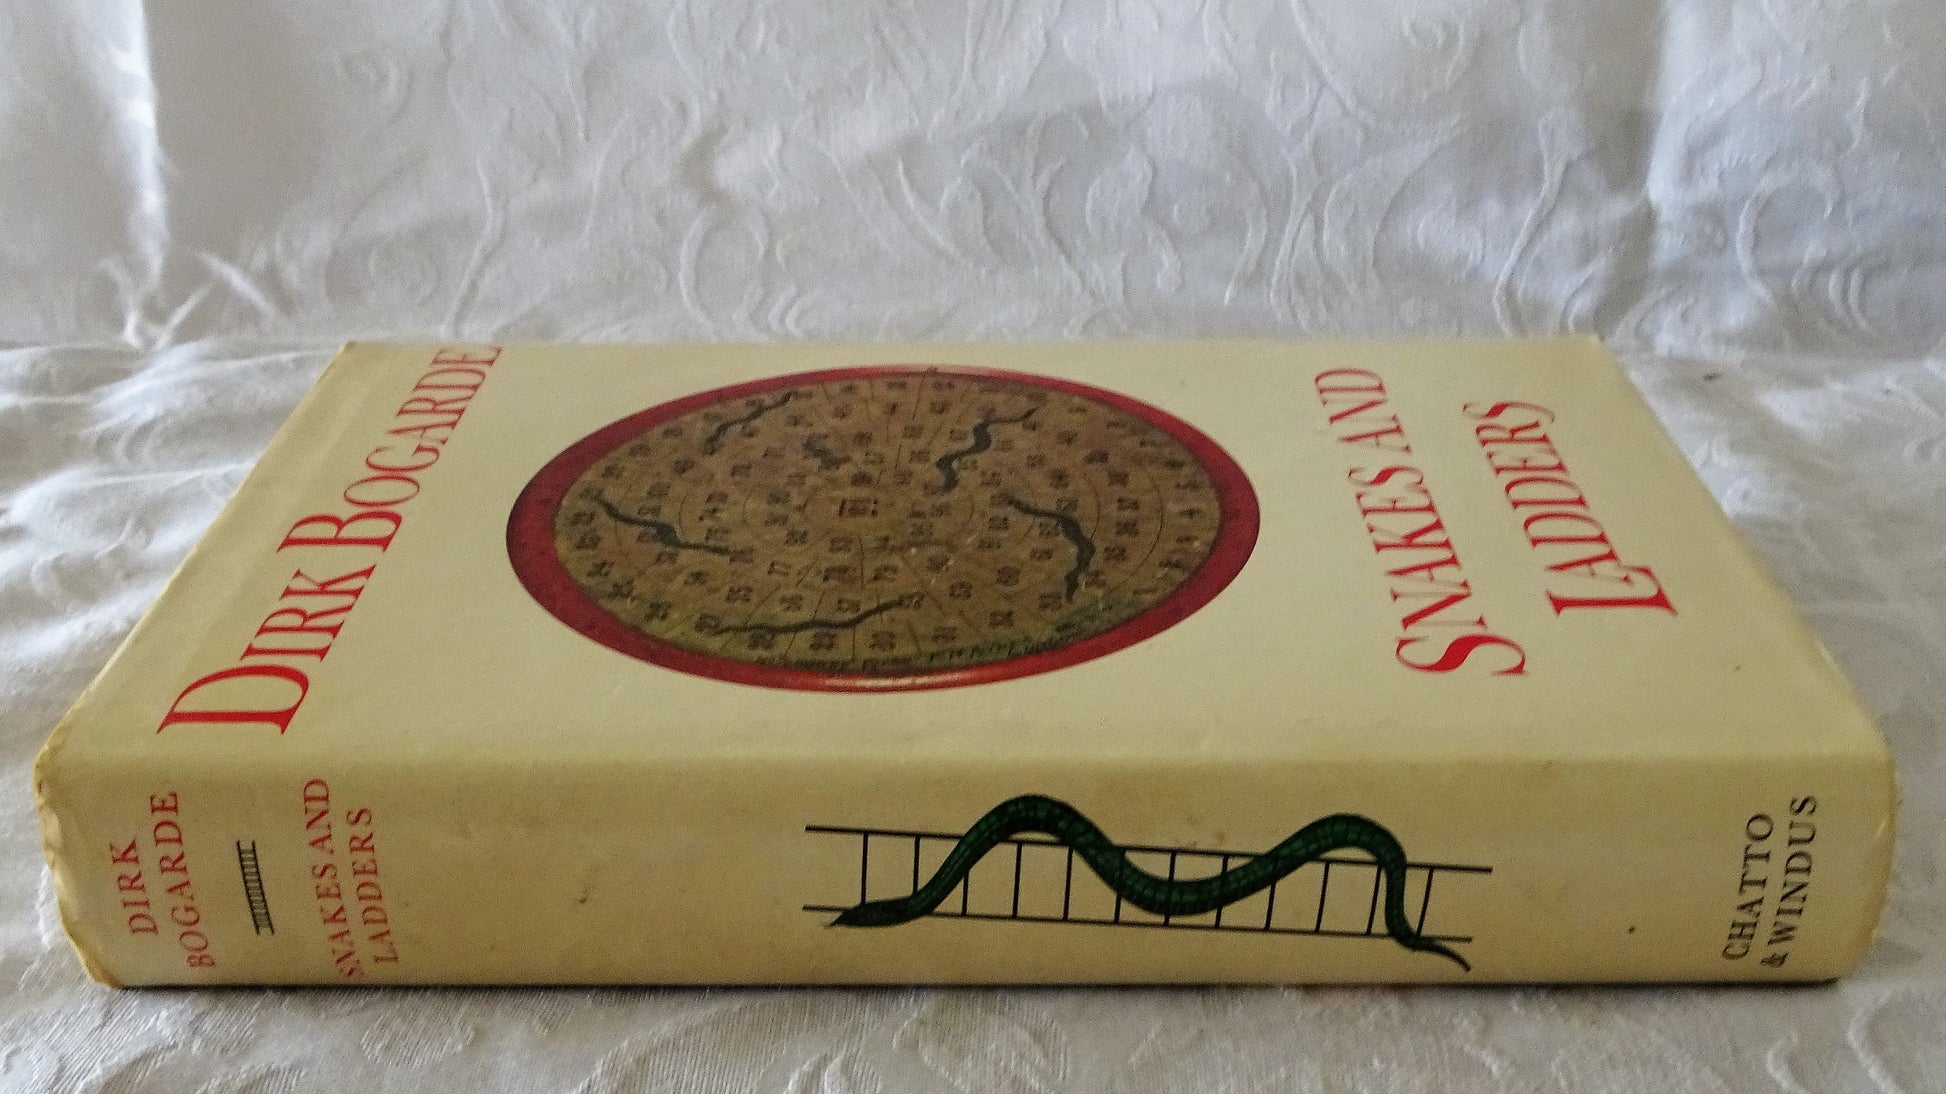 DIRK BOGARDE
SNAKES AND
LADDERS
DIRK
BOGARDE
SNAKES AND
LADDERS
CHATTO
& WINDUS